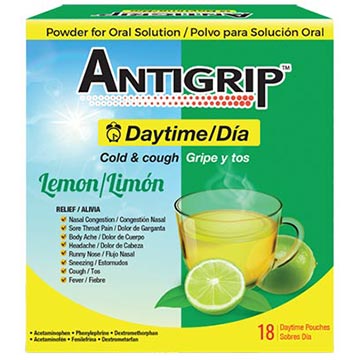 Powder for Oral Solution / Polvo para Solución Oral
ANTIGRIP™
Daytime/Día
Cold & cough Gripe y tos
Lemon/Limón
RELIEF / ALIVIA
• Nasal Congestion / Congestión Nasal
• Sore Throat Pain / Dolor de Garganta
• Body Ache / Dolor de Cuerpo
• Headache / Dolor de Cabeza
• Runny Nose / Flujo Nasal
• Sneezing / Estornudos
• Cough / Tos
• Fever / Fiebre
• Acetaminophen • Phenylephrine • Dextromethorphan
• Acetaminofén • Fenilefrina • Dextrometorfan
18 Daytime Pouches
Sobres Día